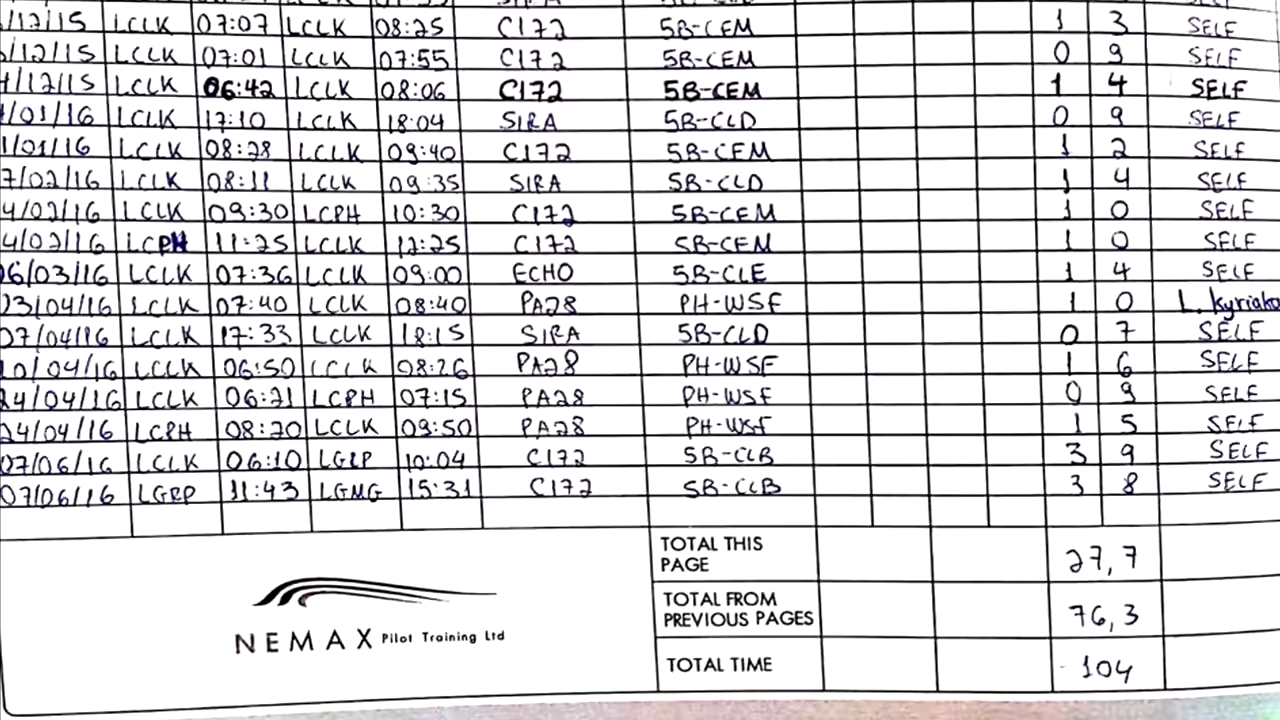 /12/15 LCLK 07:07 LCLK 08:25 C172 5B-CEM 1 3 SELF
/12/15 LCLK 07:01 LCLK 07:55 C172 5B-CEM 0 9 SELF
/12/15 LCLK 06:42 LCLK 08:06 C172 5B-CEM 1 4 SELF
/01/16 LCLK 17:10 LCLK 18:04 SIRA 5B-CLD 0 9 SELF
/01/16 LCLK 08:28 LCLK 09:40 C172 5B-CEM 1 2 SELF
7/02/16 LCLK 08:11 LCLK 09:35 SIRA 5B-CLD 1 4 SELF
4/02/16 LCLK 09:30 LCPH 10:30 C172 5B-CEM 1 0 SELF
4/02/16 LCPH 11:25 LCLK 12:25 C172 5B-CEM 1 0 SELF
06/03/16 LCLK 07:36 LCLK 09:00 ECHO 5B-CLE 1 4 SELF
23/04/16 LCLK 07:40 LCLK 08:40 PA28 PH-WSF 1 0 L. Kyriako
07/04/16 LCLK 17:33 LCLK 18:15 SIRA 5B-CLD 0 7 SELF
10/04/16 LCLK 06:50 LCLK 08:26 PA28 PH-WSF 1 6 SELF
24/04/16 LCLK 06:21 LCPH 07:15 PA28 PH-WSF 0 9 SELF
24/04/16 LCPH 08:20 LCLK 09:50 PA28 PH-WSF 1 5 SELF
07/06/16 LCLK 06:10 LGRP 10:04 C172 5B-CLB 3 9 SELF
07/06/16 LGRP 11:43 LGMG 15:31 C172 5B-CLB 3 8 SELF
TOTAL THIS
PAGE 27,7
TOTAL FROM
PREVIOUS PAGES 76,3
NEMAX Pilot Training Ltd
TOTAL TIME 104